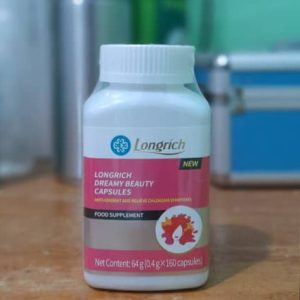 Longrich
NEW
LONGRICH
DREAMY BEAUTY
CAPSULES
FOOD SUPPLEMENT
Net Content: 64 g (0.4 g × 160 capsules)